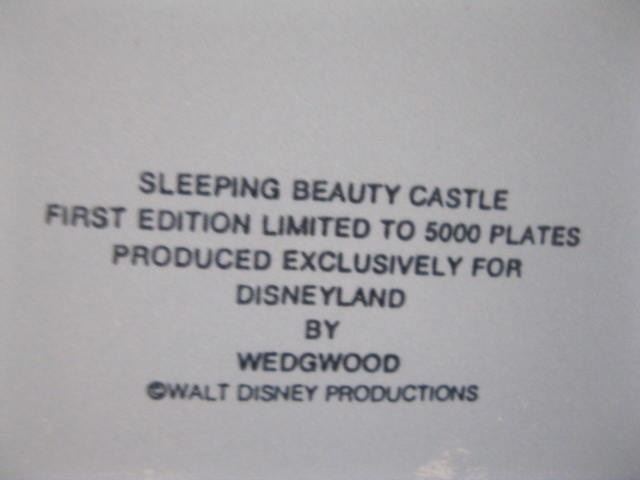 SLEEPING BEAUTY CASTLE
FIRST EDITION LIMITED TO 5000 PLATES
PRODUCED EXCLUSIVELY FOR
DISNEYLAND
BY
WEDGWOOD
©WALT DISNEY PRODUCTIONS